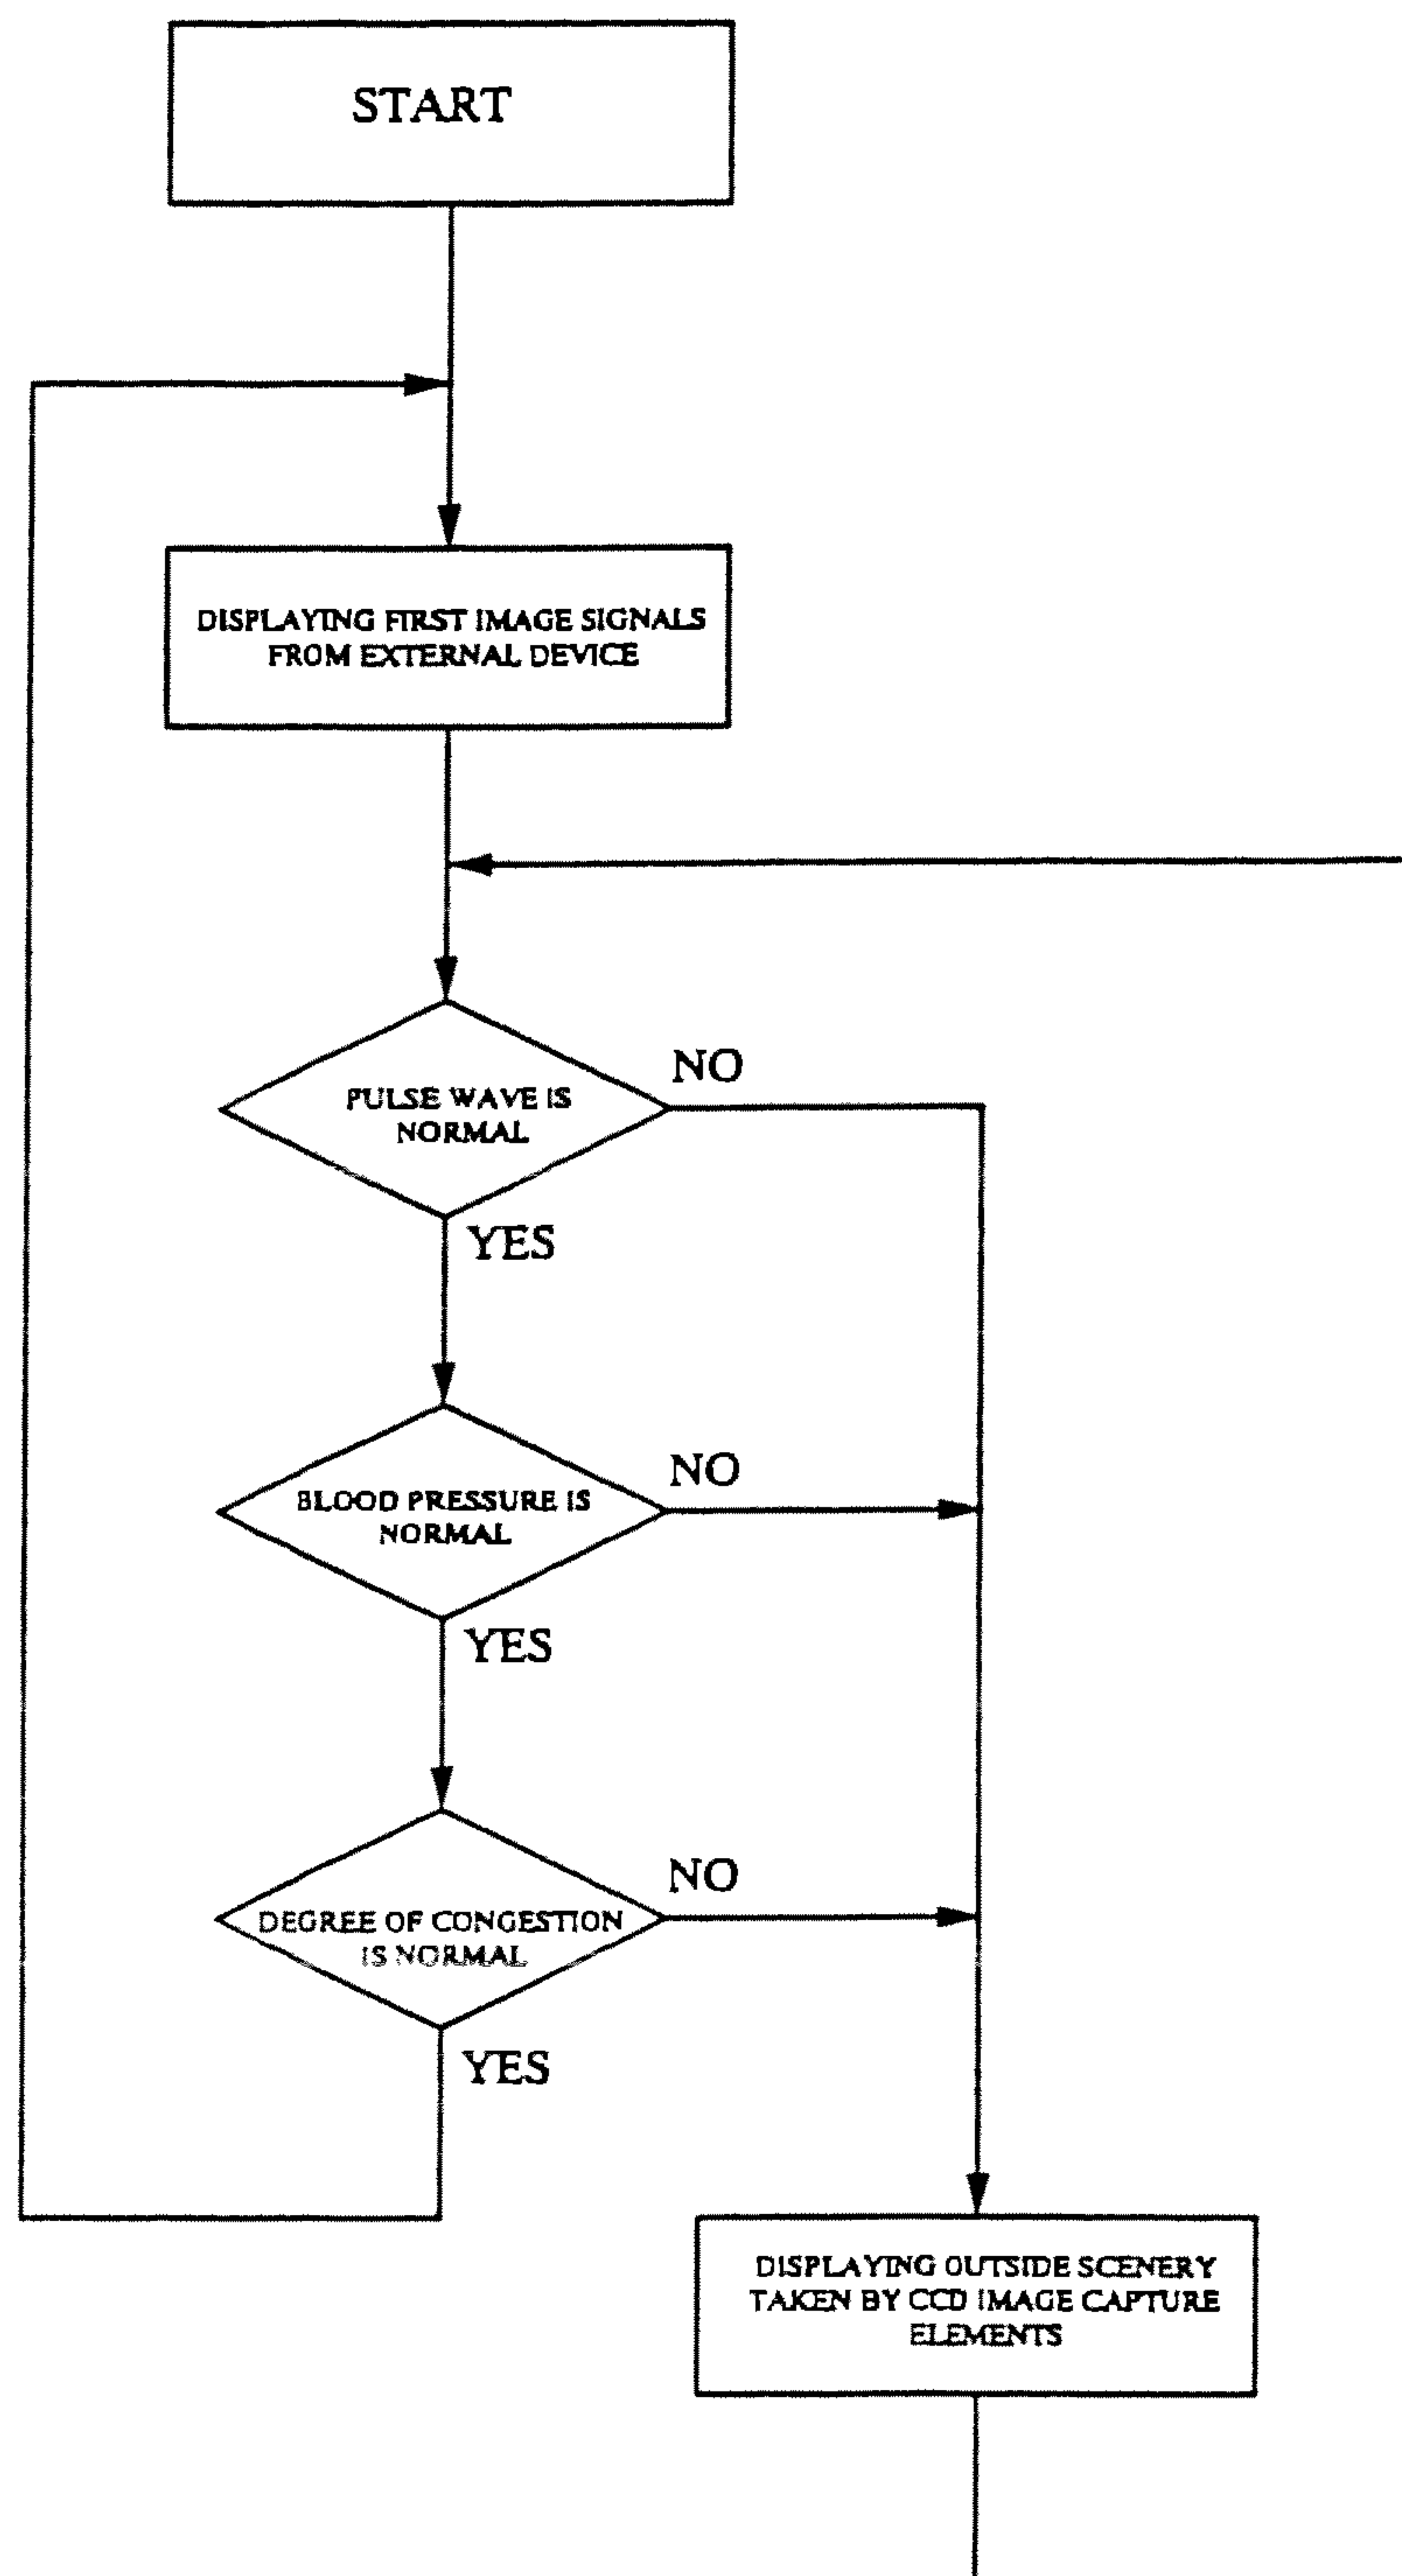 START
DISPLAYING FIRST IMAGE SIGNALS
FROM EXTERNAL DEVICE
NO
PULSE WAVE IS
NORMAL
YES
NO
BLOOD PRESSURE IS
NORMAL
YES
NO
DEGREE OF CONGESTION
IS NORMAL
YES
DISPLAYING OUTSIDE SCENERY
TAKEN BY CCD IMAGE CAPTURE
ELEMENTS